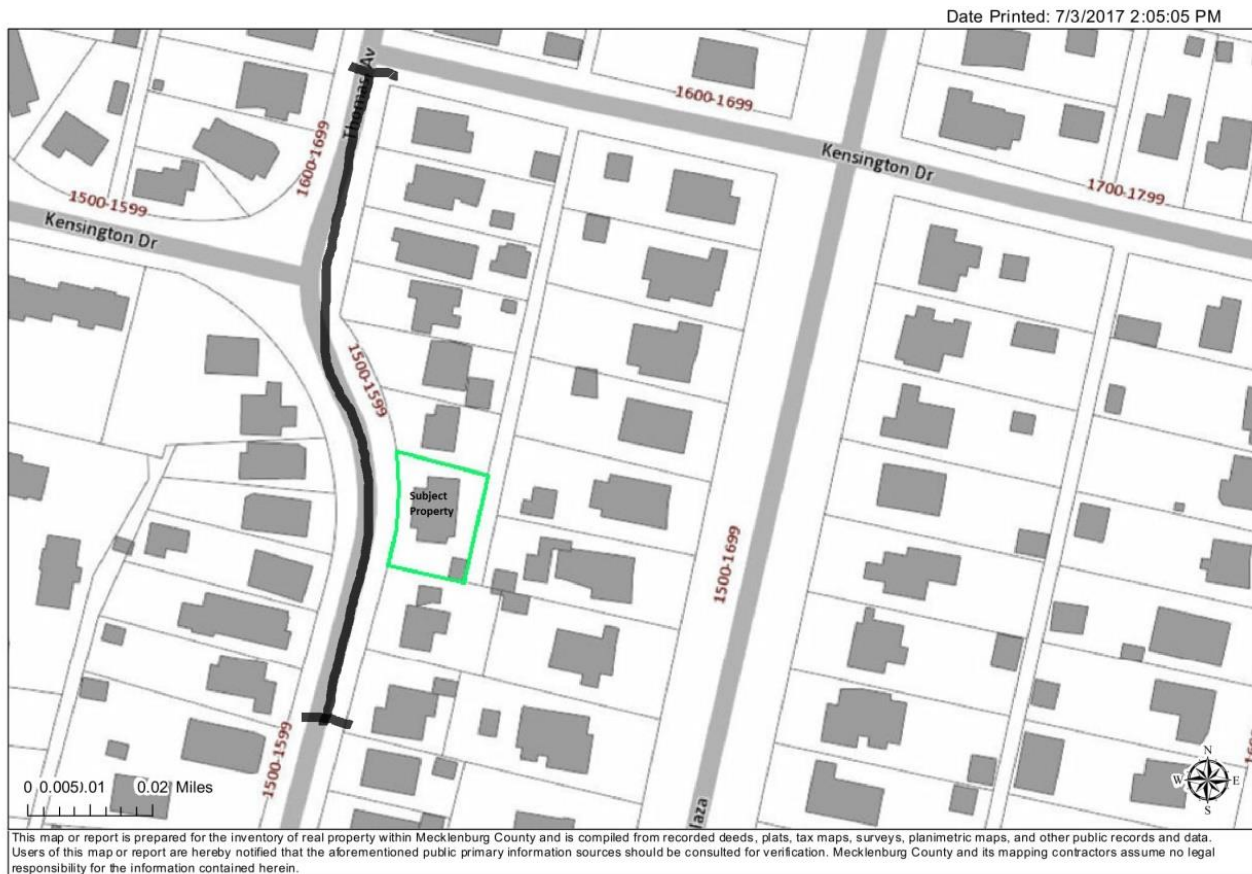 Date Printed: 7/3/2017 2:05:05 PM
Thomas Av
1600-1699
1600-1699
Kensington Dr
1700-1799
1500-1599
Kensington Dr
1500-1599
Subject
Property
1500-1699
1500-1599
0 0.005).01 0.02 Miles
laza
N
W E
S
This map or report is prepared for the inventory of real property within Mecklenburg County and is compiled from recorded deeds, plats, tax maps, surveys, planimetric maps, and other public records and data.
Users of this map or report are hereby notified that the aforementioned public primary information sources should be consulted for verification. Mecklenburg County and its mapping contractors assume no legal
responsibility for the information contained herein.